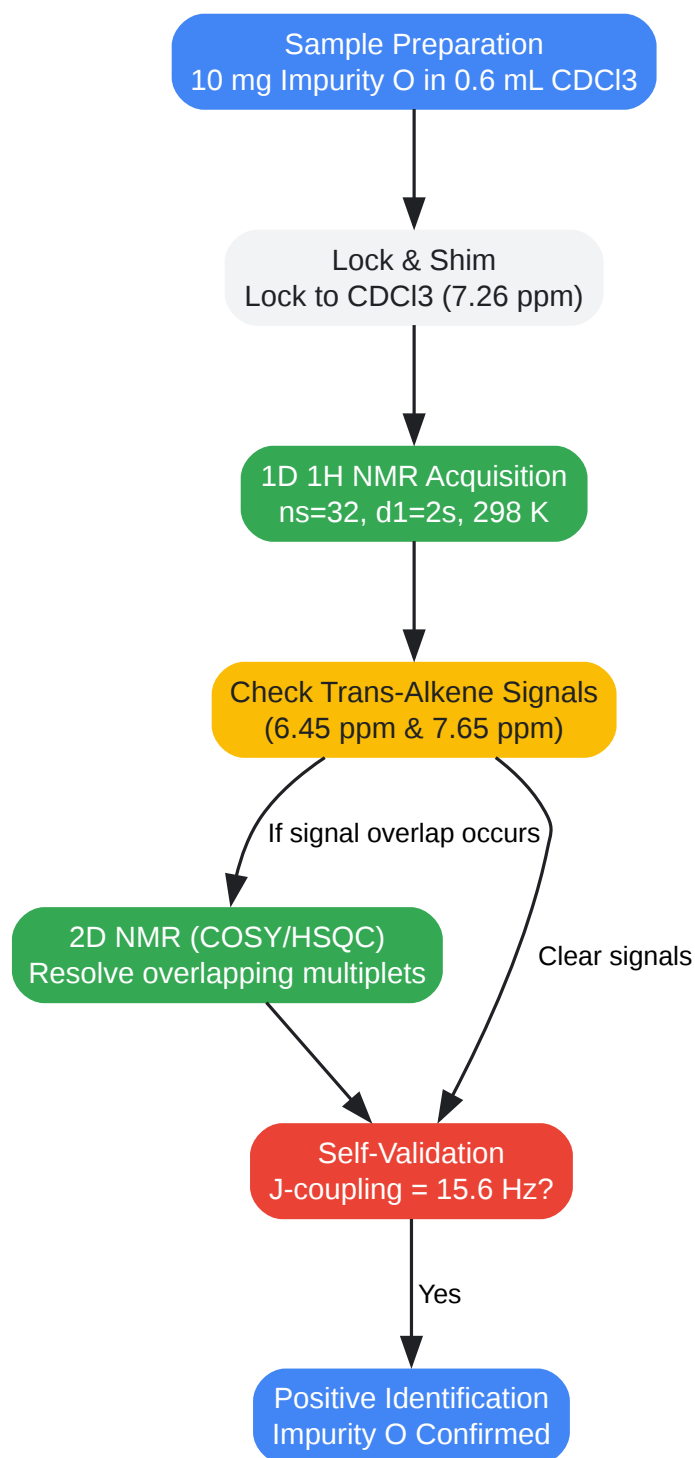 Sample Preparation
10 mg Impurity O in 0.6 mL CDCl3
Lock & Shim
Lock to CDCl3 (7.26 ppm)
1D 1H NMR Acquisition
ns=32, d1=2s, 298 K
Check Trans-Alkene Signals
(6.45 ppm & 7.65 ppm)
If signal overlap occurs
2D NMR (COSY/HSQC)
Resolve overlapping multiplets
Clear signals
Self-Validation
J-coupling = 15.6 Hz?
Yes
Positive Identification
Impurity O Confirmed